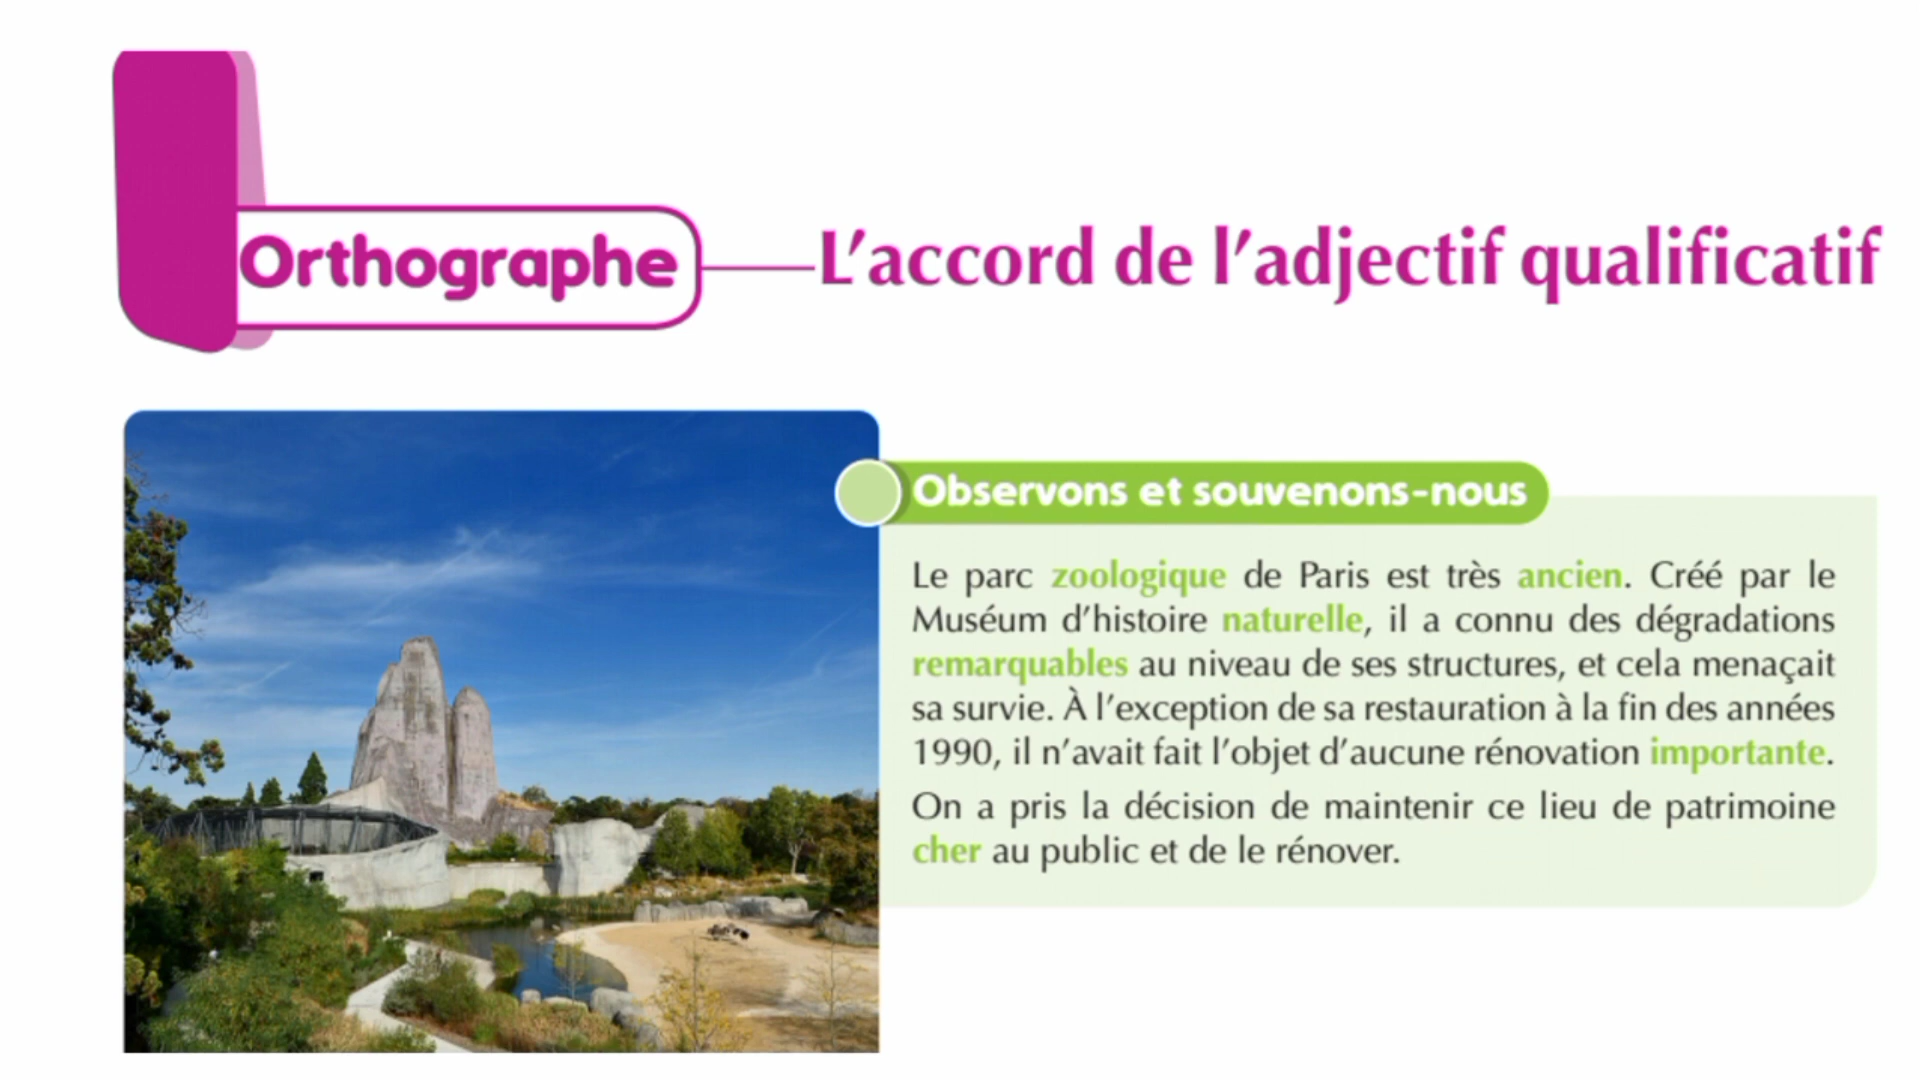 Orthographe
L'accord de l'adjectif qualificatif
Observons et souvenons-nous
Le parc zoologique de Paris est très ancien. Créé par le
Muséum d'histoire naturelle, il a connu des dégradations
remarquables au niveau de ses structures, et cela menaçait
sa survie. À l'exception de sa restauration à la fin des années
1990, il n'avait fait l'objet d'aucune rénovation importante.
On a pris la décision de maintenir ce lieu de patrimoine
cher au public et de le rénover.